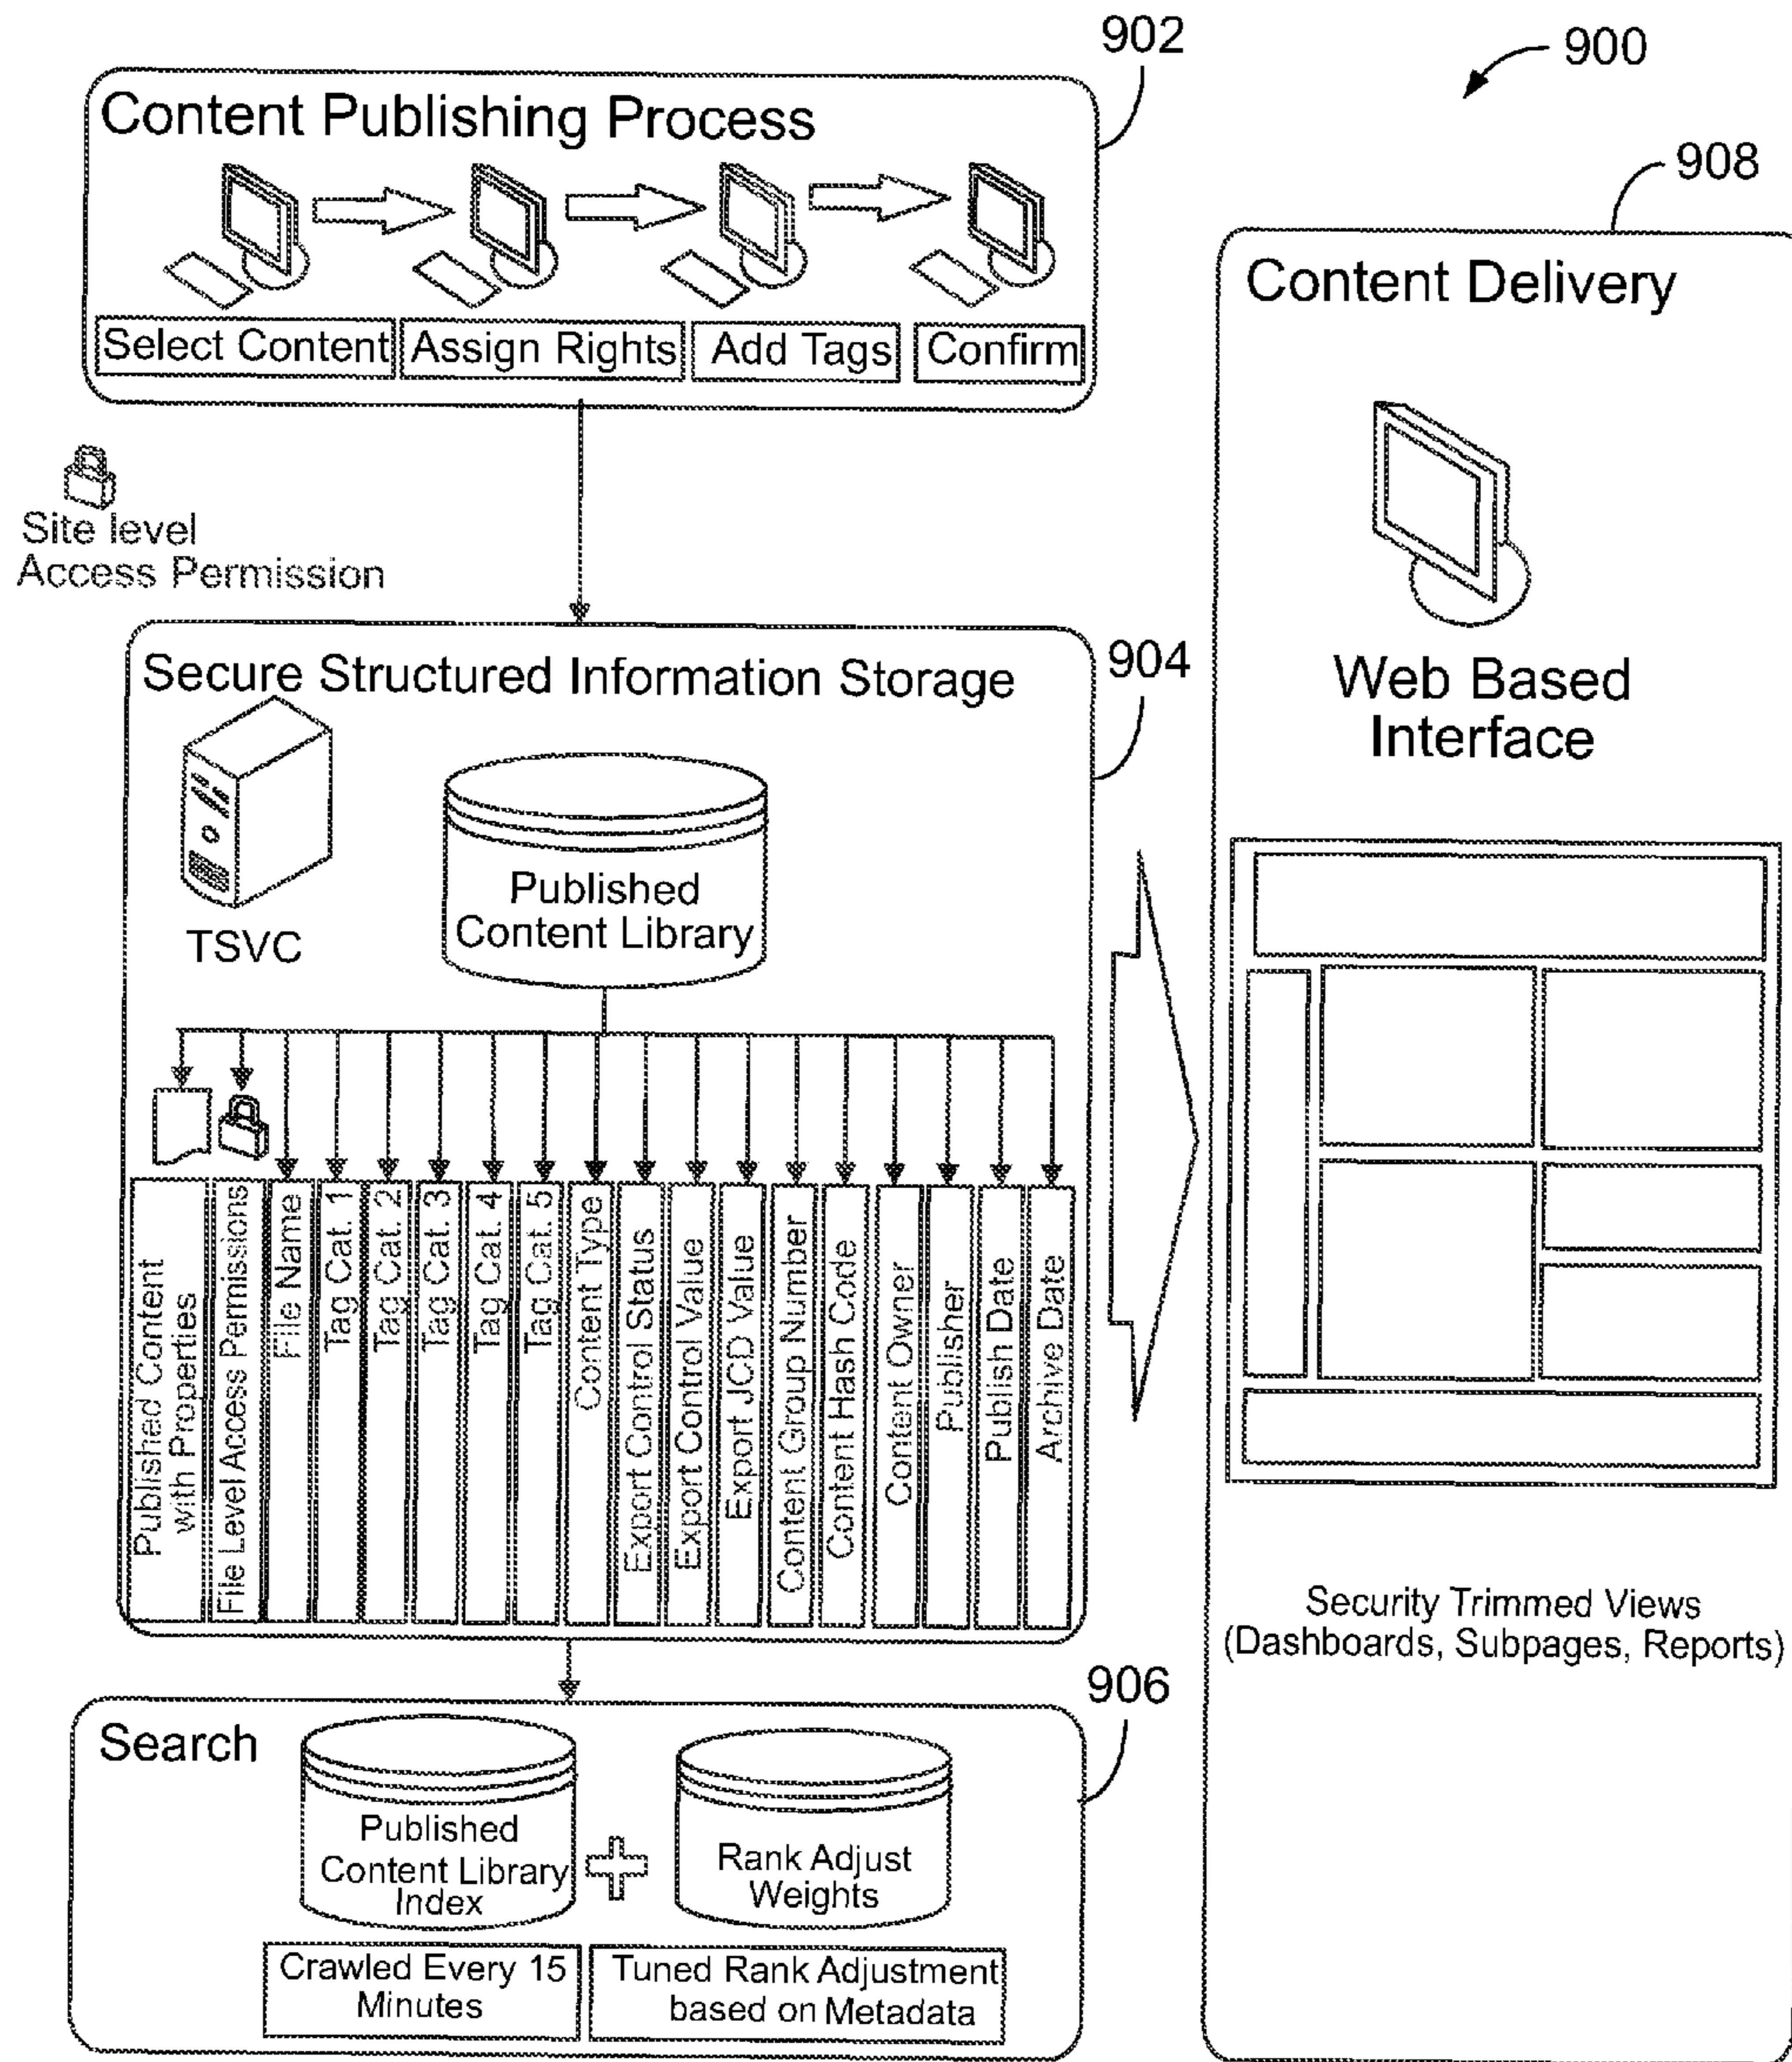 902
900
Content Publishing Process
908
Select Content
Assign Rights
Add Tags
Confirm
Content Delivery
Site level
Access Permission
Web Based
Interface
904
Secure Structured Information Storage
TSVC
Published
Content Library
Published Content
with Properties
File Level Access Permissions
File Name
Tag Cat. 1
Tag Cat. 2
Tag Cat. 3
Tag Cat. 4
Tag Cat. 5
Content Type
Export Control Status
Export Control Value
Export JCD Value
Content Group Number
Content Hash Code
Content Owner
Publisher
Publish Date
Archive Date
Security Trimmed Views
(Dashboards, Subpages, Reports)
906
Search
Published
Content Library
Index
Rank Adjust
Weights
Crawled Every 15
Minutes
Tuned Rank Adjustment
based on Metadata